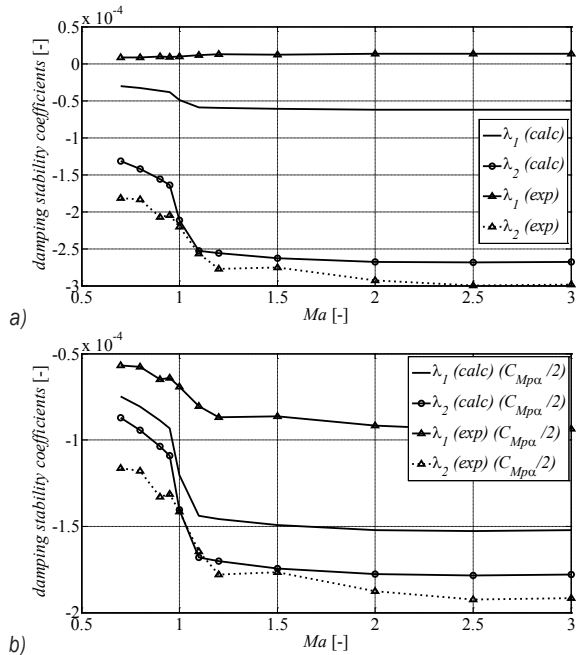 x 10⁻⁴
0.5
0
-0.5
-1
-1.5
-2
-2.5
-3
damping stability coefficients [-]
λ₁ (calc)
λ₂ (calc)
λ₁ (exp)
λ₂ (exp)
0.5 1 1.5 2 2.5 3
Ma [-]
a)
x 10⁻⁴
-0.5
-1
-1.5
-2
damping stability coefficients [-]
λ₁ (calc) (C_Mpα /2)
λ₂ (calc) (C_Mpα /2)
λ₁ (exp) (C_Mpα /2)
λ₂ (exp) (C_Mpα /2)
0.5 1 1.5 2 2.5 3
Ma [-]
b)